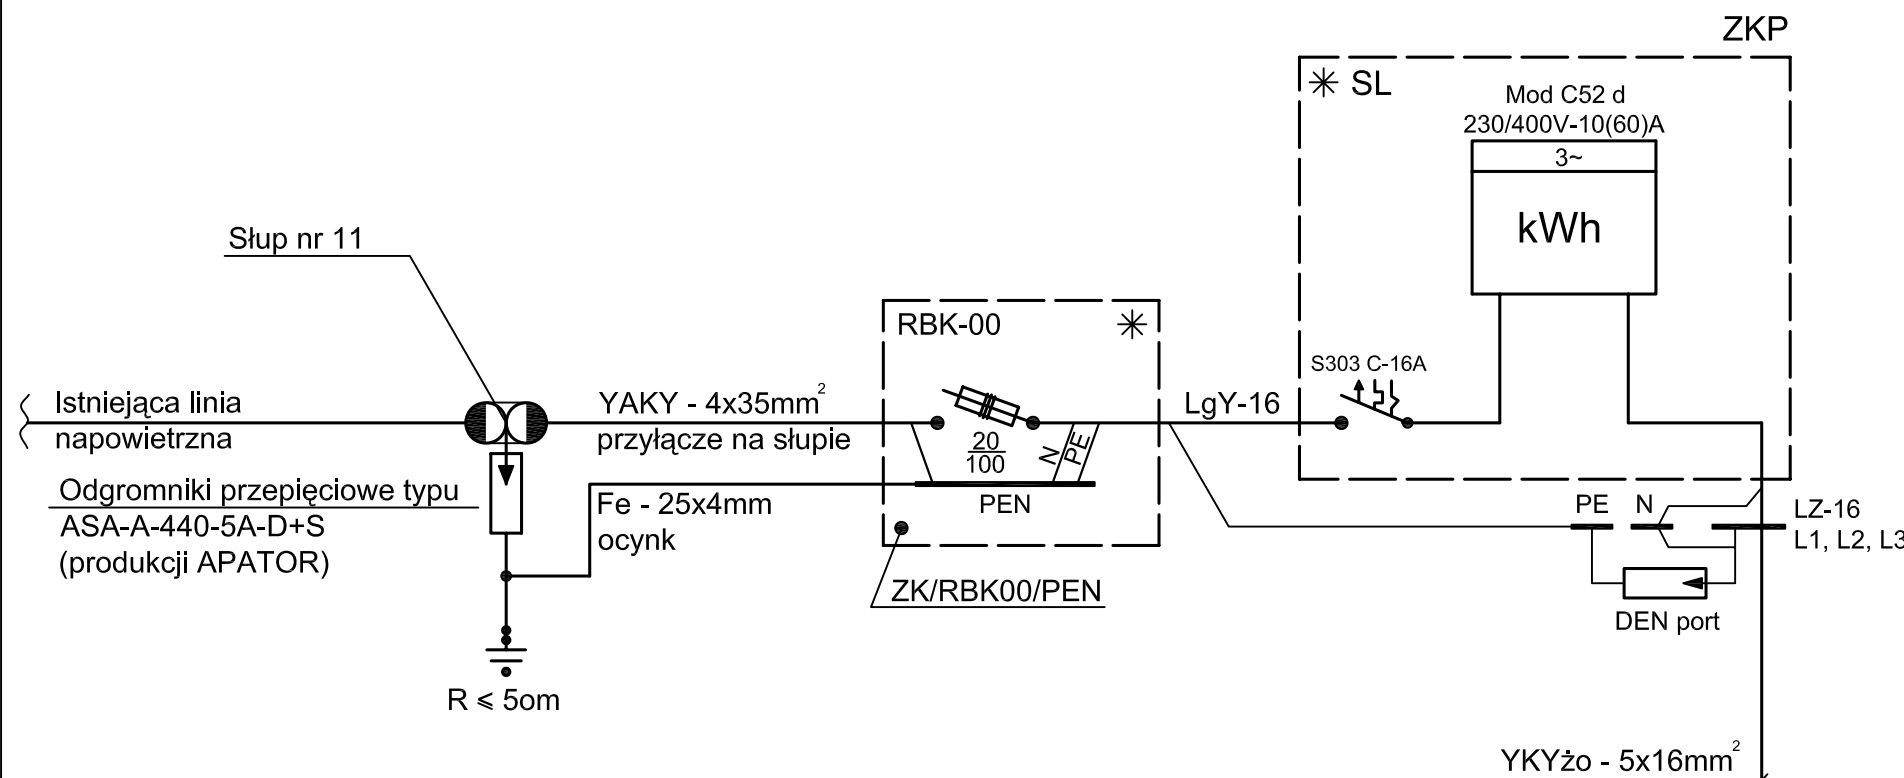 ZKP
SL
Mod C52 d
230/400V-10(60)A
3~
kWh
Słup nr 11
RBK-00
S303 C-16A
Istniejąca linia
napowietrzna
YAKY - 4x35mm²
przyłącze na słupie
20
100
N
PE
LgY-16
Odgromniki przepięciowe typu
ASA-A-440-5A-D+S
(produkcji APATOR)
Fe - 25x4mm
ocynk
PEN
PE N
LZ-16
L1, L2, L3
ZK/RBK00/PEN
DEN port
R ≤ 5om
YKYżo - 5x16mm²